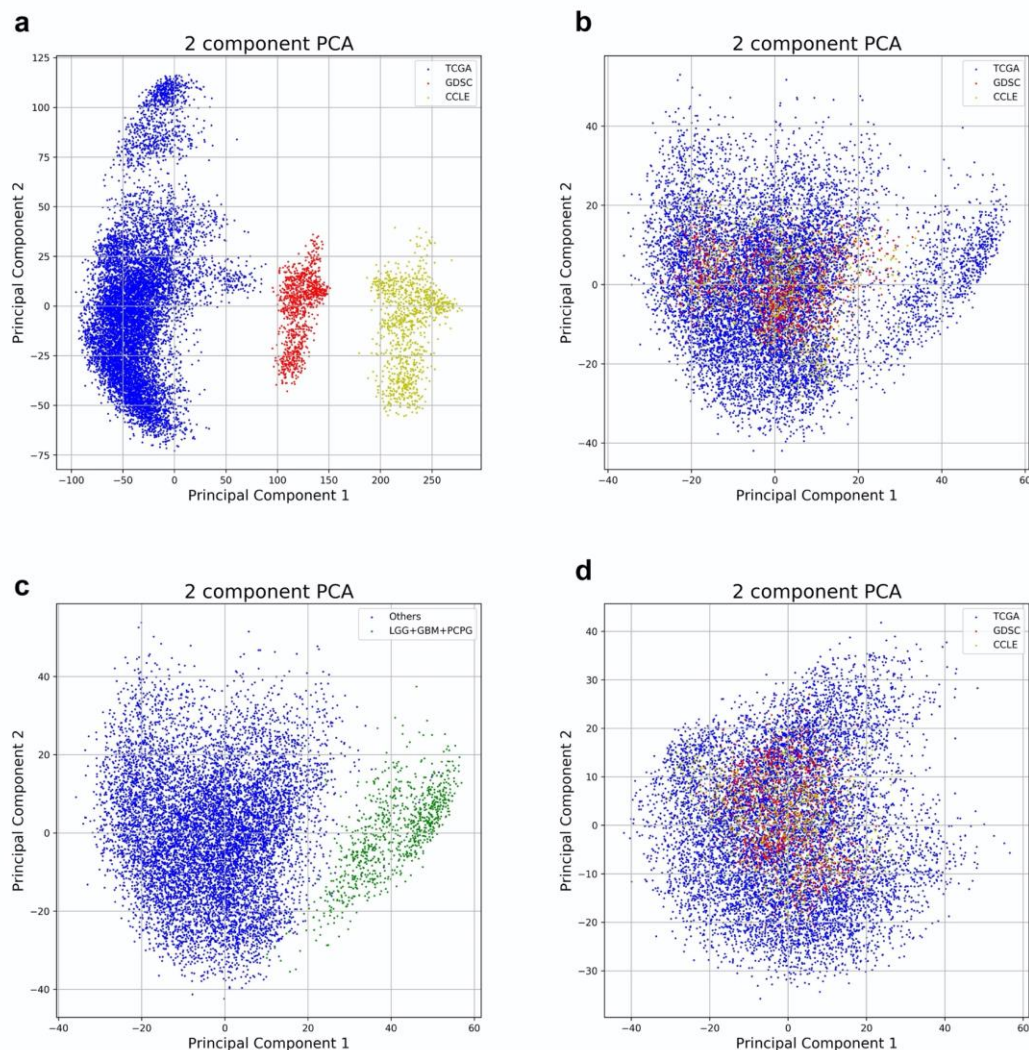 a
2 component PCA
TCGA
GDSC
CCLE
125
100
75
50
25
0
−25
−50
−75
−100
−50
0
50
100
150
200
250
Principal Component 2
Principal Component 1
b
2 component PCA
TCGA
GDSC
CCLE
40
20
0
−20
−40
−40
−20
0
20
40
60
Principal Component 2
Principal Component 1
c
2 component PCA
Others
LGG+GBM+PCPG
40
20
0
−20
−40
−40
−20
0
20
40
60
Principal Component 2
Principal Component 1
d
2 component PCA
TCGA
GDSC
CCLE
40
30
20
10
0
−10
−20
−30
−40
−20
0
20
40
60
Principal Component 2
Principal Component 1